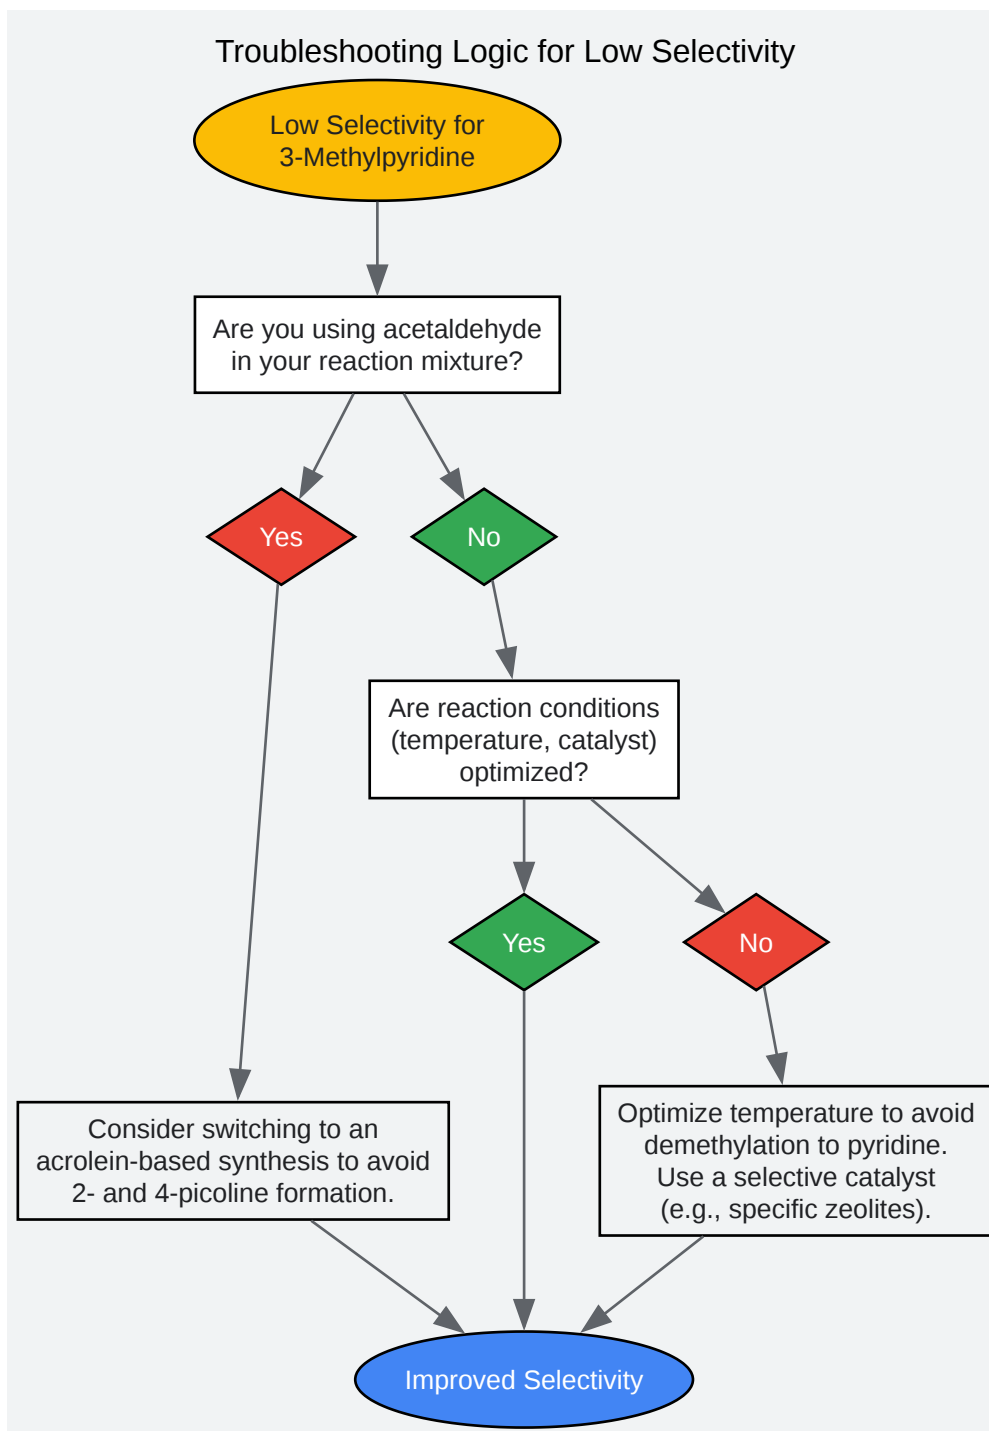 Troubleshooting Logic for Low Selectivity
Low Selectivity for
3-Methylpyridine
Are you using acetaldehyde
in your reaction mixture?
Yes
No
Are reaction conditions
(temperature, catalyst)
optimized?
Yes
No
Consider switching to an
acrolein-based synthesis to avoid
2- and 4-picoline formation.
Optimize temperature to avoid
demethylation to pyridine.
Use a selective catalyst
(e.g., specific zeolites).
Improved Selectivity